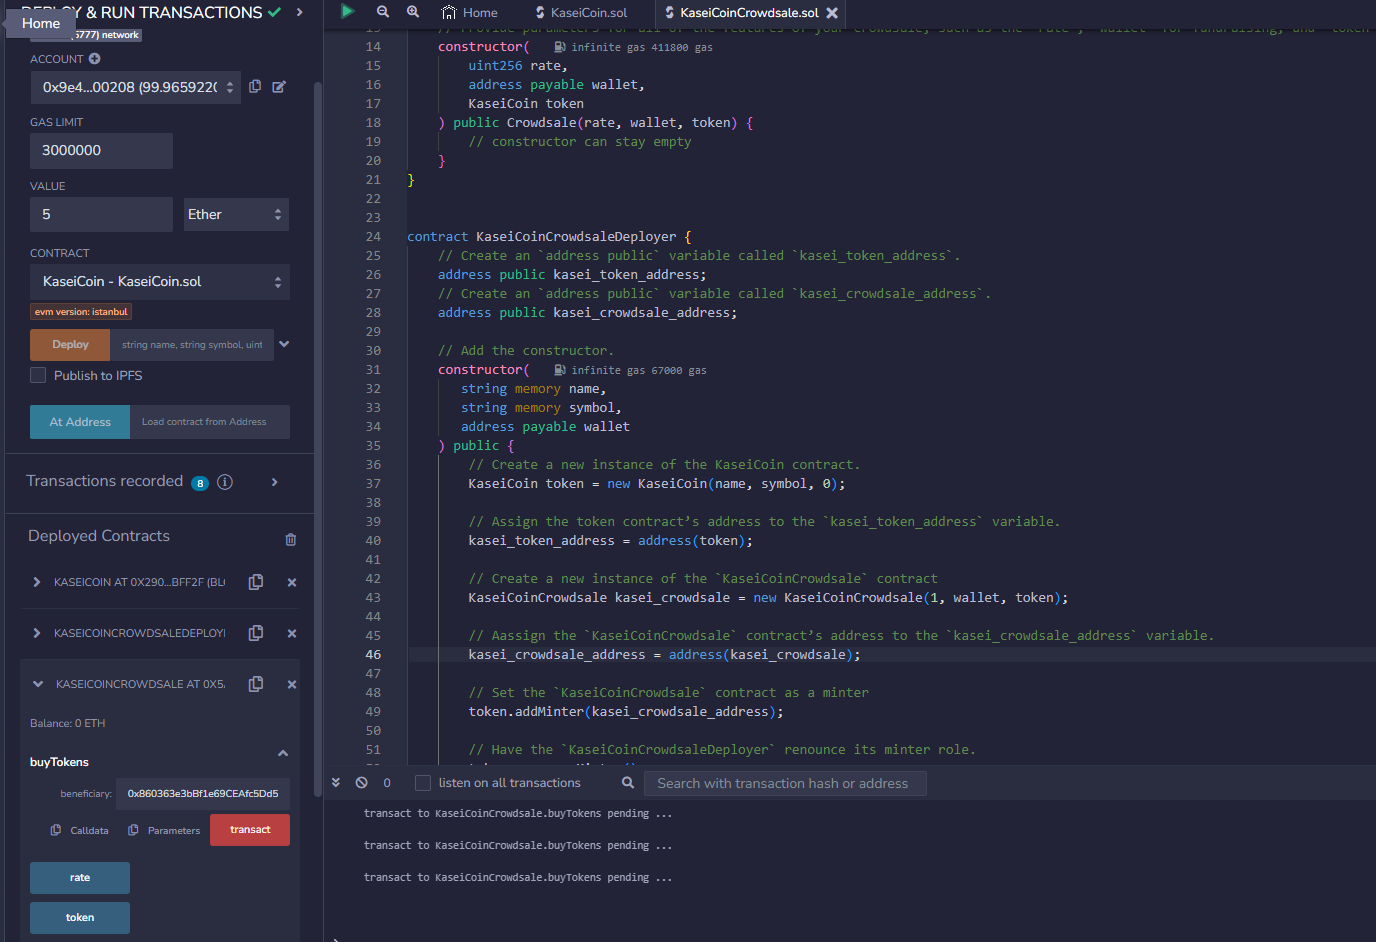 DEPLOY & RUN TRANSACTIONS
Home
5777) network
ACCOUNT
0x9e4...00208 (99.9659220
GAS LIMIT
3000000
VALUE
5
Ether
CONTRACT
KaseiCoin - KaseiCoin.sol
evm version: istanbul
Deploy
string name, string symbol, uint
Publish to IPFS
At Address
Load contract from Address
Transactions recorded 8
Deployed Contracts
KASEICOIN AT 0X290...BFF2F (BL
KASEICOINCROWDSALEDEPLOY
KASEICOINCROWDSALE AT 0X5
Balance: 0 ETH
buyTokens
beneficiary:
0x860363e3bBf1e69CEAfc5Dd5
Calldata
Parameters
transact
rate
token
Home
KaseiCoin.sol
KaseiCoinCrowdsale.sol
13 // Provide parameters for all of the features of your crowdsale, such as the `rate`, `wallet` for fundraising, and `token
14 constructor( infinite gas 411800 gas
15 uint256 rate,
16 address payable wallet,
17 KaseiCoin token
18 ) public Crowdsale(rate, wallet, token) {
19 // constructor can stay empty
20 }
21 }
22
23
24 contract KaseiCoinCrowdsaleDeployer {
25 // Create an `address public` variable called `kasei_token_address`.
26 address public kasei_token_address;
27 // Create an `address public` variable called `kasei_crowdsale_address`.
28 address public kasei_crowdsale_address;
29
30 // Add the constructor.
31 constructor( infinite gas 67000 gas
32 string memory name,
33 string memory symbol,
34 address payable wallet
35 ) public {
36 // Create a new instance of the KaseiCoin contract.
37 KaseiCoin token = new KaseiCoin(name, symbol, 0);
38
39 // Assign the token contract’s address to the `kasei_token_address` variable.
40 kasei_token_address = address(token);
41
42 // Create a new instance of the `KaseiCoinCrowdsale` contract
43 KaseiCoinCrowdsale kasei_crowdsale = new KaseiCoinCrowdsale(1, wallet, token);
44
45 // Aassign the `KaseiCoinCrowdsale` contract’s address to the `kasei_crowdsale_address` variable.
46 kasei_crowdsale_address = address(kasei_crowdsale);
47
48 // Set the `KaseiCoinCrowdsale` contract as a minter
49 token.addMinter(kasei_crowdsale_address);
50
51 // Have the `KaseiCoinCrowdsaleDeployer` renounce its minter role.
0
listen on all transactions
Search with transaction hash or address
transact to KaseiCoinCrowdsale.buyTokens pending ...
transact to KaseiCoinCrowdsale.buyTokens pending ...
transact to KaseiCoinCrowdsale.buyTokens pending ...